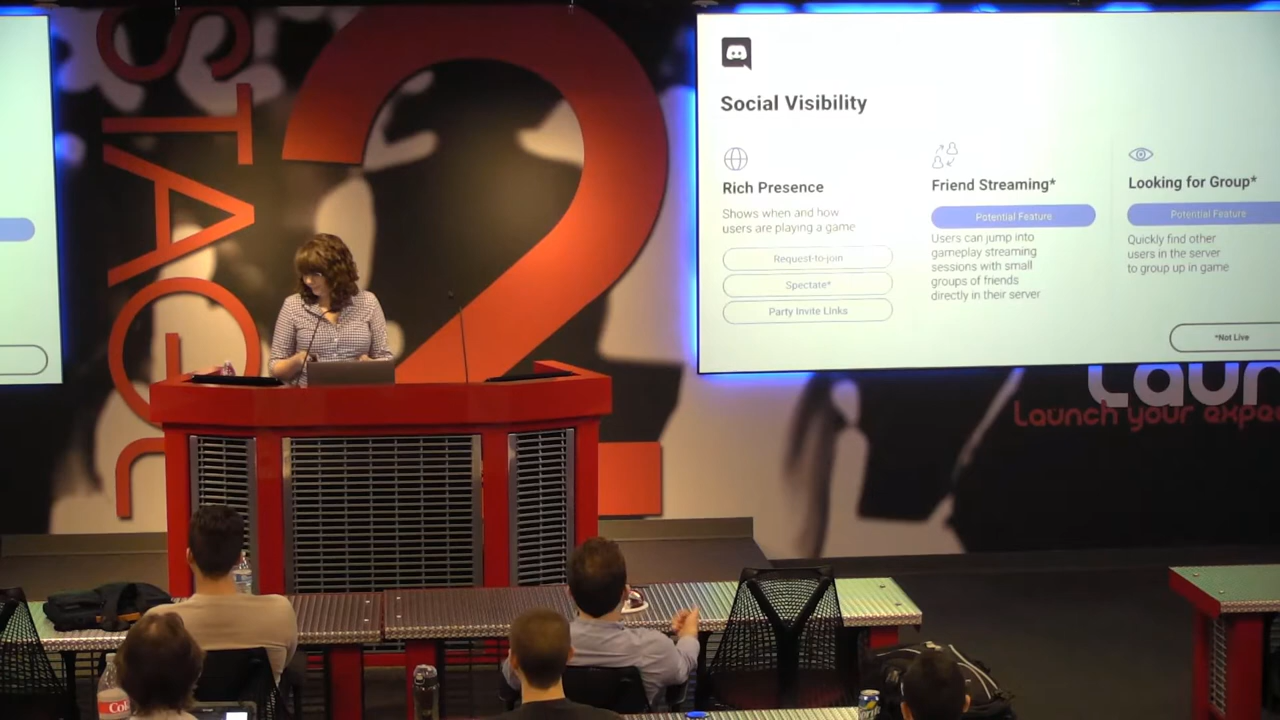 STAGE
2
Social Visibility
Rich Presence
Shows when and how
users are playing a game
Request-to-join
Spectate*
Party Invite Links
Friend Streaming*
Potential Feature
Users can jump into
gameplay streaming
sessions with small
groups of friends
directly in their server
Looking for Group*
Potential Feature
Quickly find other
users in the server
to group up in game
*Not Live
Laun
Launch your expe
Co